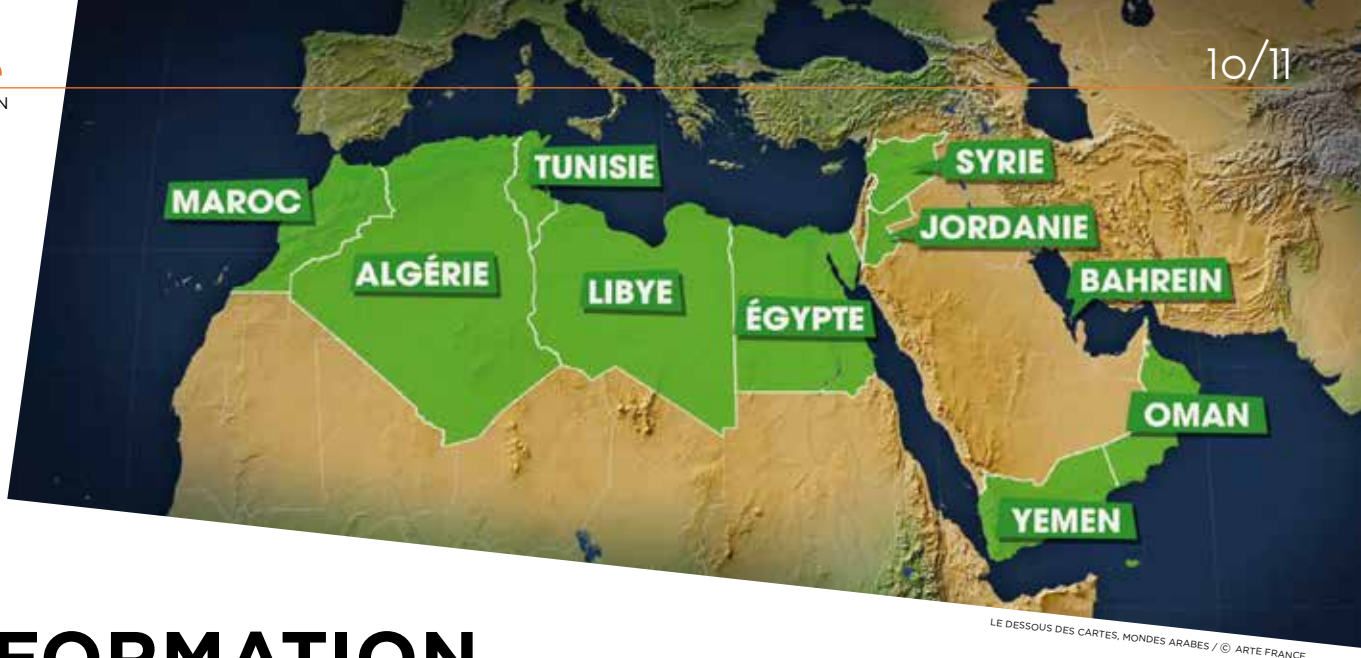 10/11
N
MAROC
TUNISIE
SYRIE
JORDANIE
ALGÉRIE
LIBYE
BAHREIN
ÉGYPTE
OMAN
YEMEN
LE DESSOUS DES CARTES, MONDES ARABES / © ARTE FRANCE
FORMATION